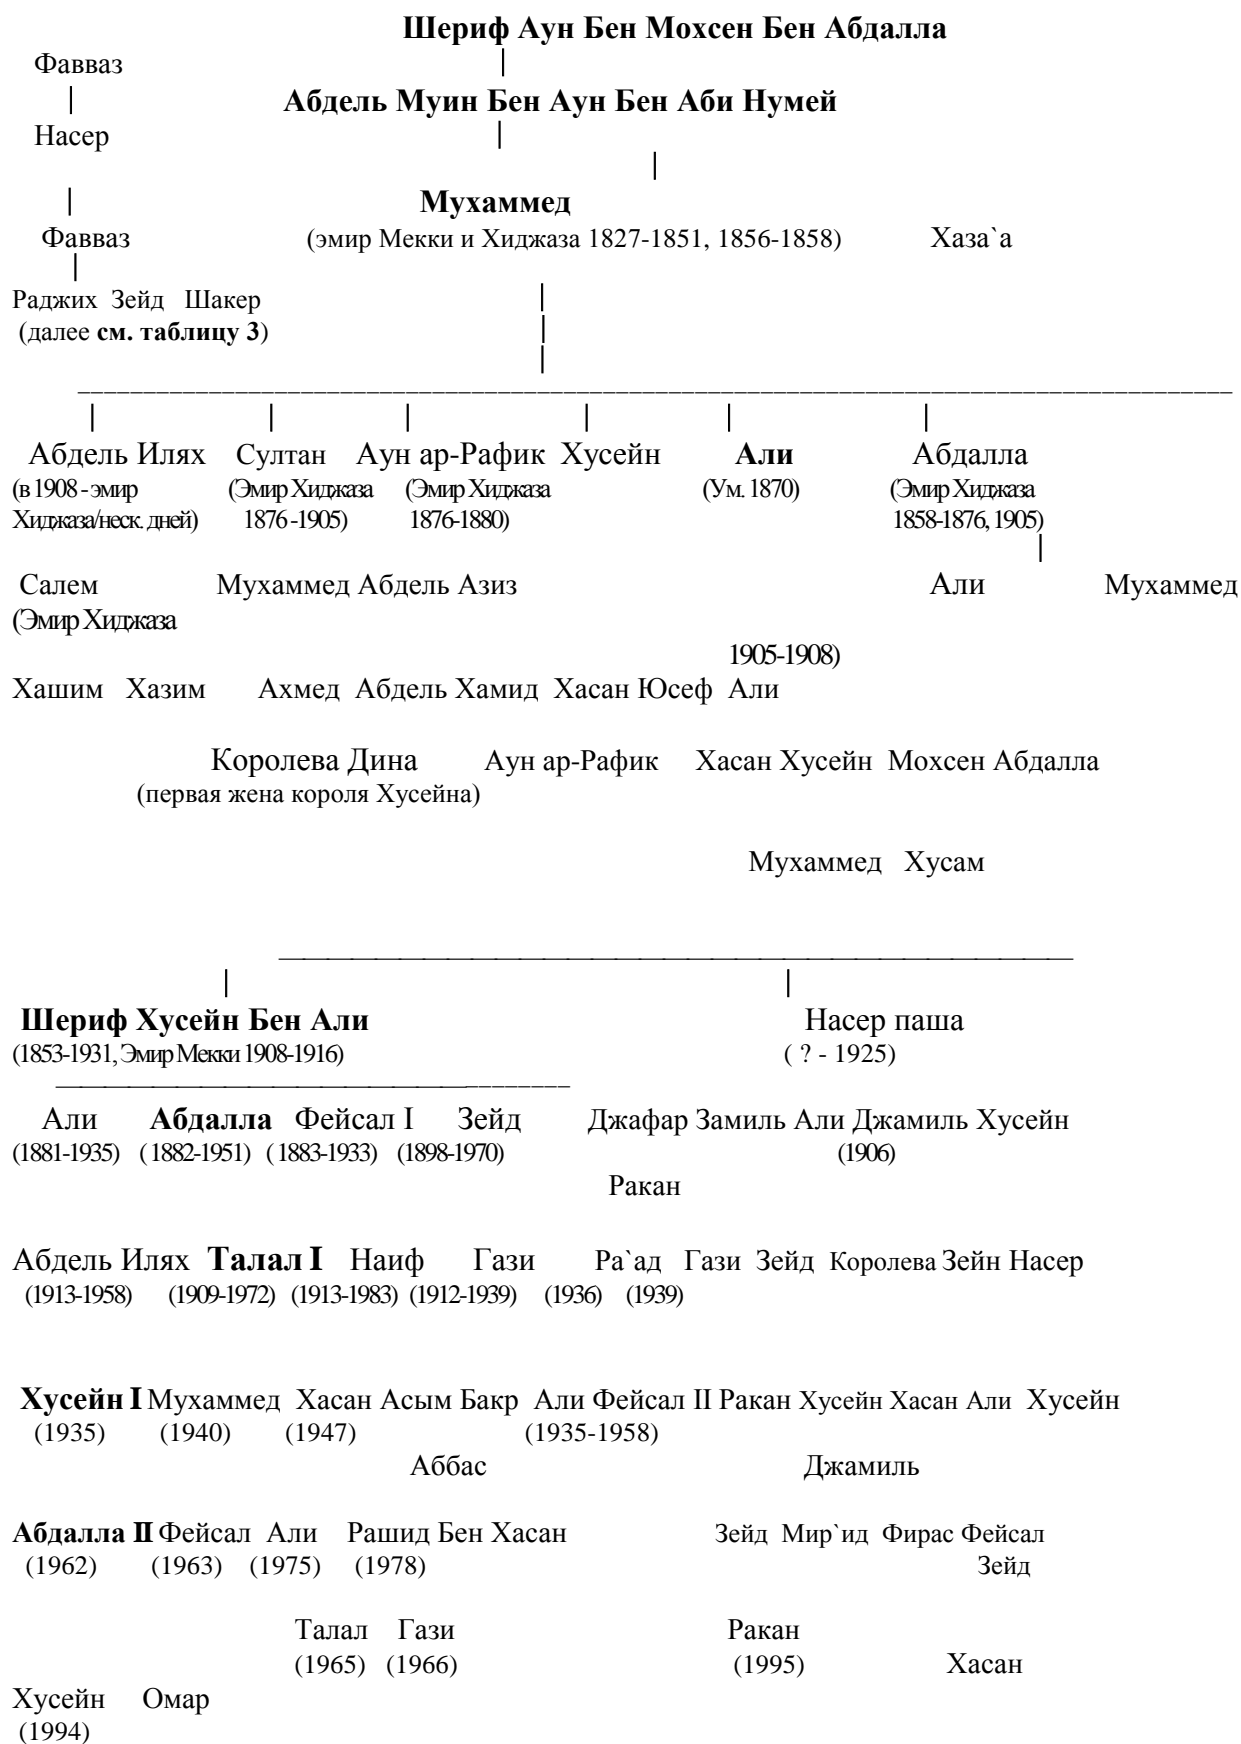 Шериф Аун Бен Мохсен Бен Абдалла
Фавваз
Абдель Муин Бен Аун Бен Аби Нумей
Насер
Мухаммед
Фавваз (эмир Мекки и Хиджаза 1827-1851, 1856-1858) Хаза`а
Раджих Зейд Шакер
(далее см. таблицу 3)
Абдель Илях Султан Аун ар-Рафик Хусейн Али Абдалла
(в 1908 - эмир (Эмир Хиджаза (Эмир Хиджаза (Ум. 1870) (Эмир Хиджаза
Хиджаза/неск. дней) 1876 -1905) 1876-1880) 1858-1876, 1905)
Салем Мухаммед Абдель Азиз Али Мухаммед
(Эмир Хиджаза
1905-1908)
Хашим Хазим Ахмед Абдель Хамид Хасан Юсеф Али
Королева Дина Аун ар-Рафик Хасан Хусейн Мохсен Абдалла
(первая жена короля Хусейна)
Мухаммед Хусам
Шериф Хусейн Бен Али Насер паша
(1853-1931, Эмир Мекки 1908-1916) ( ? - 1925)
Али Абдалла Фейсал I Зейд Джафар Замиль Али Джамиль Хусейн
(1881-1935) ( 1882-1951) ( 1883-1933) (1898-1970) (1906)
Ракан
Абдель Илях Талал I Наиф Гази Ра`ад Гази Зейд Королева Зейн Насер
(1913-1958) (1909-1972) (1913-1983) (1912-1939) (1936) (1939)
Хусейн I Мухаммед Хасан Асым Бакр Али Фейсал II Ракан Хусейн Хасан Али Хусейн
(1935) (1940) (1947) (1935-1958)
Аббас Джамиль
Абдалла II Фейсал Али Рашид Бен Хасан Зейд Мир`ид Фирас Фейсал
(1962) (1963) (1975) (1978) Зейд
Талал Гази Ракан
(1965) (1966) (1995) Хасан
Хусейн Омар
(1994)